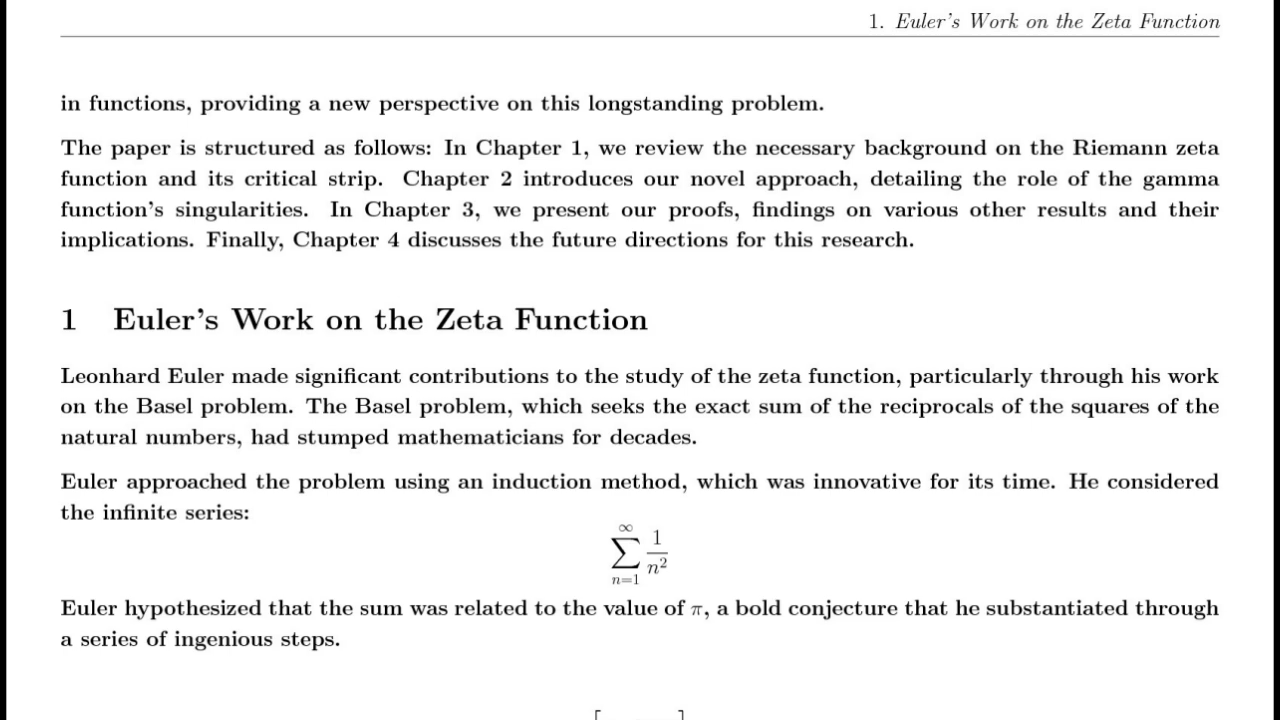 1. Euler's Work on the Zeta Function
in functions, providing a new perspective on this longstanding problem.
The paper is structured as follows: In Chapter 1, we review the necessary background on the Riemann zeta
function and its critical strip. Chapter 2 introduces our novel approach, detailing the role of the gamma
function's singularities. In Chapter 3, we present our proofs, findings on various other results and their
implications. Finally, Chapter 4 discusses the future directions for this research.
1 Euler's Work on the Zeta Function
Leonhard Euler made significant contributions to the study of the zeta function, particularly through his work
on the Basel problem. The Basel problem, which seeks the exact sum of the reciprocals of the squares of the
natural numbers, had stumped mathematicians for decades.
Euler approached the problem using an induction method, which was innovative for its time. He considered
the infinite series:
∞
∑ 1
n²
n=1
Euler hypothesized that the sum was related to the value of π, a bold conjecture that he substantiated through
a series of ingenious steps.